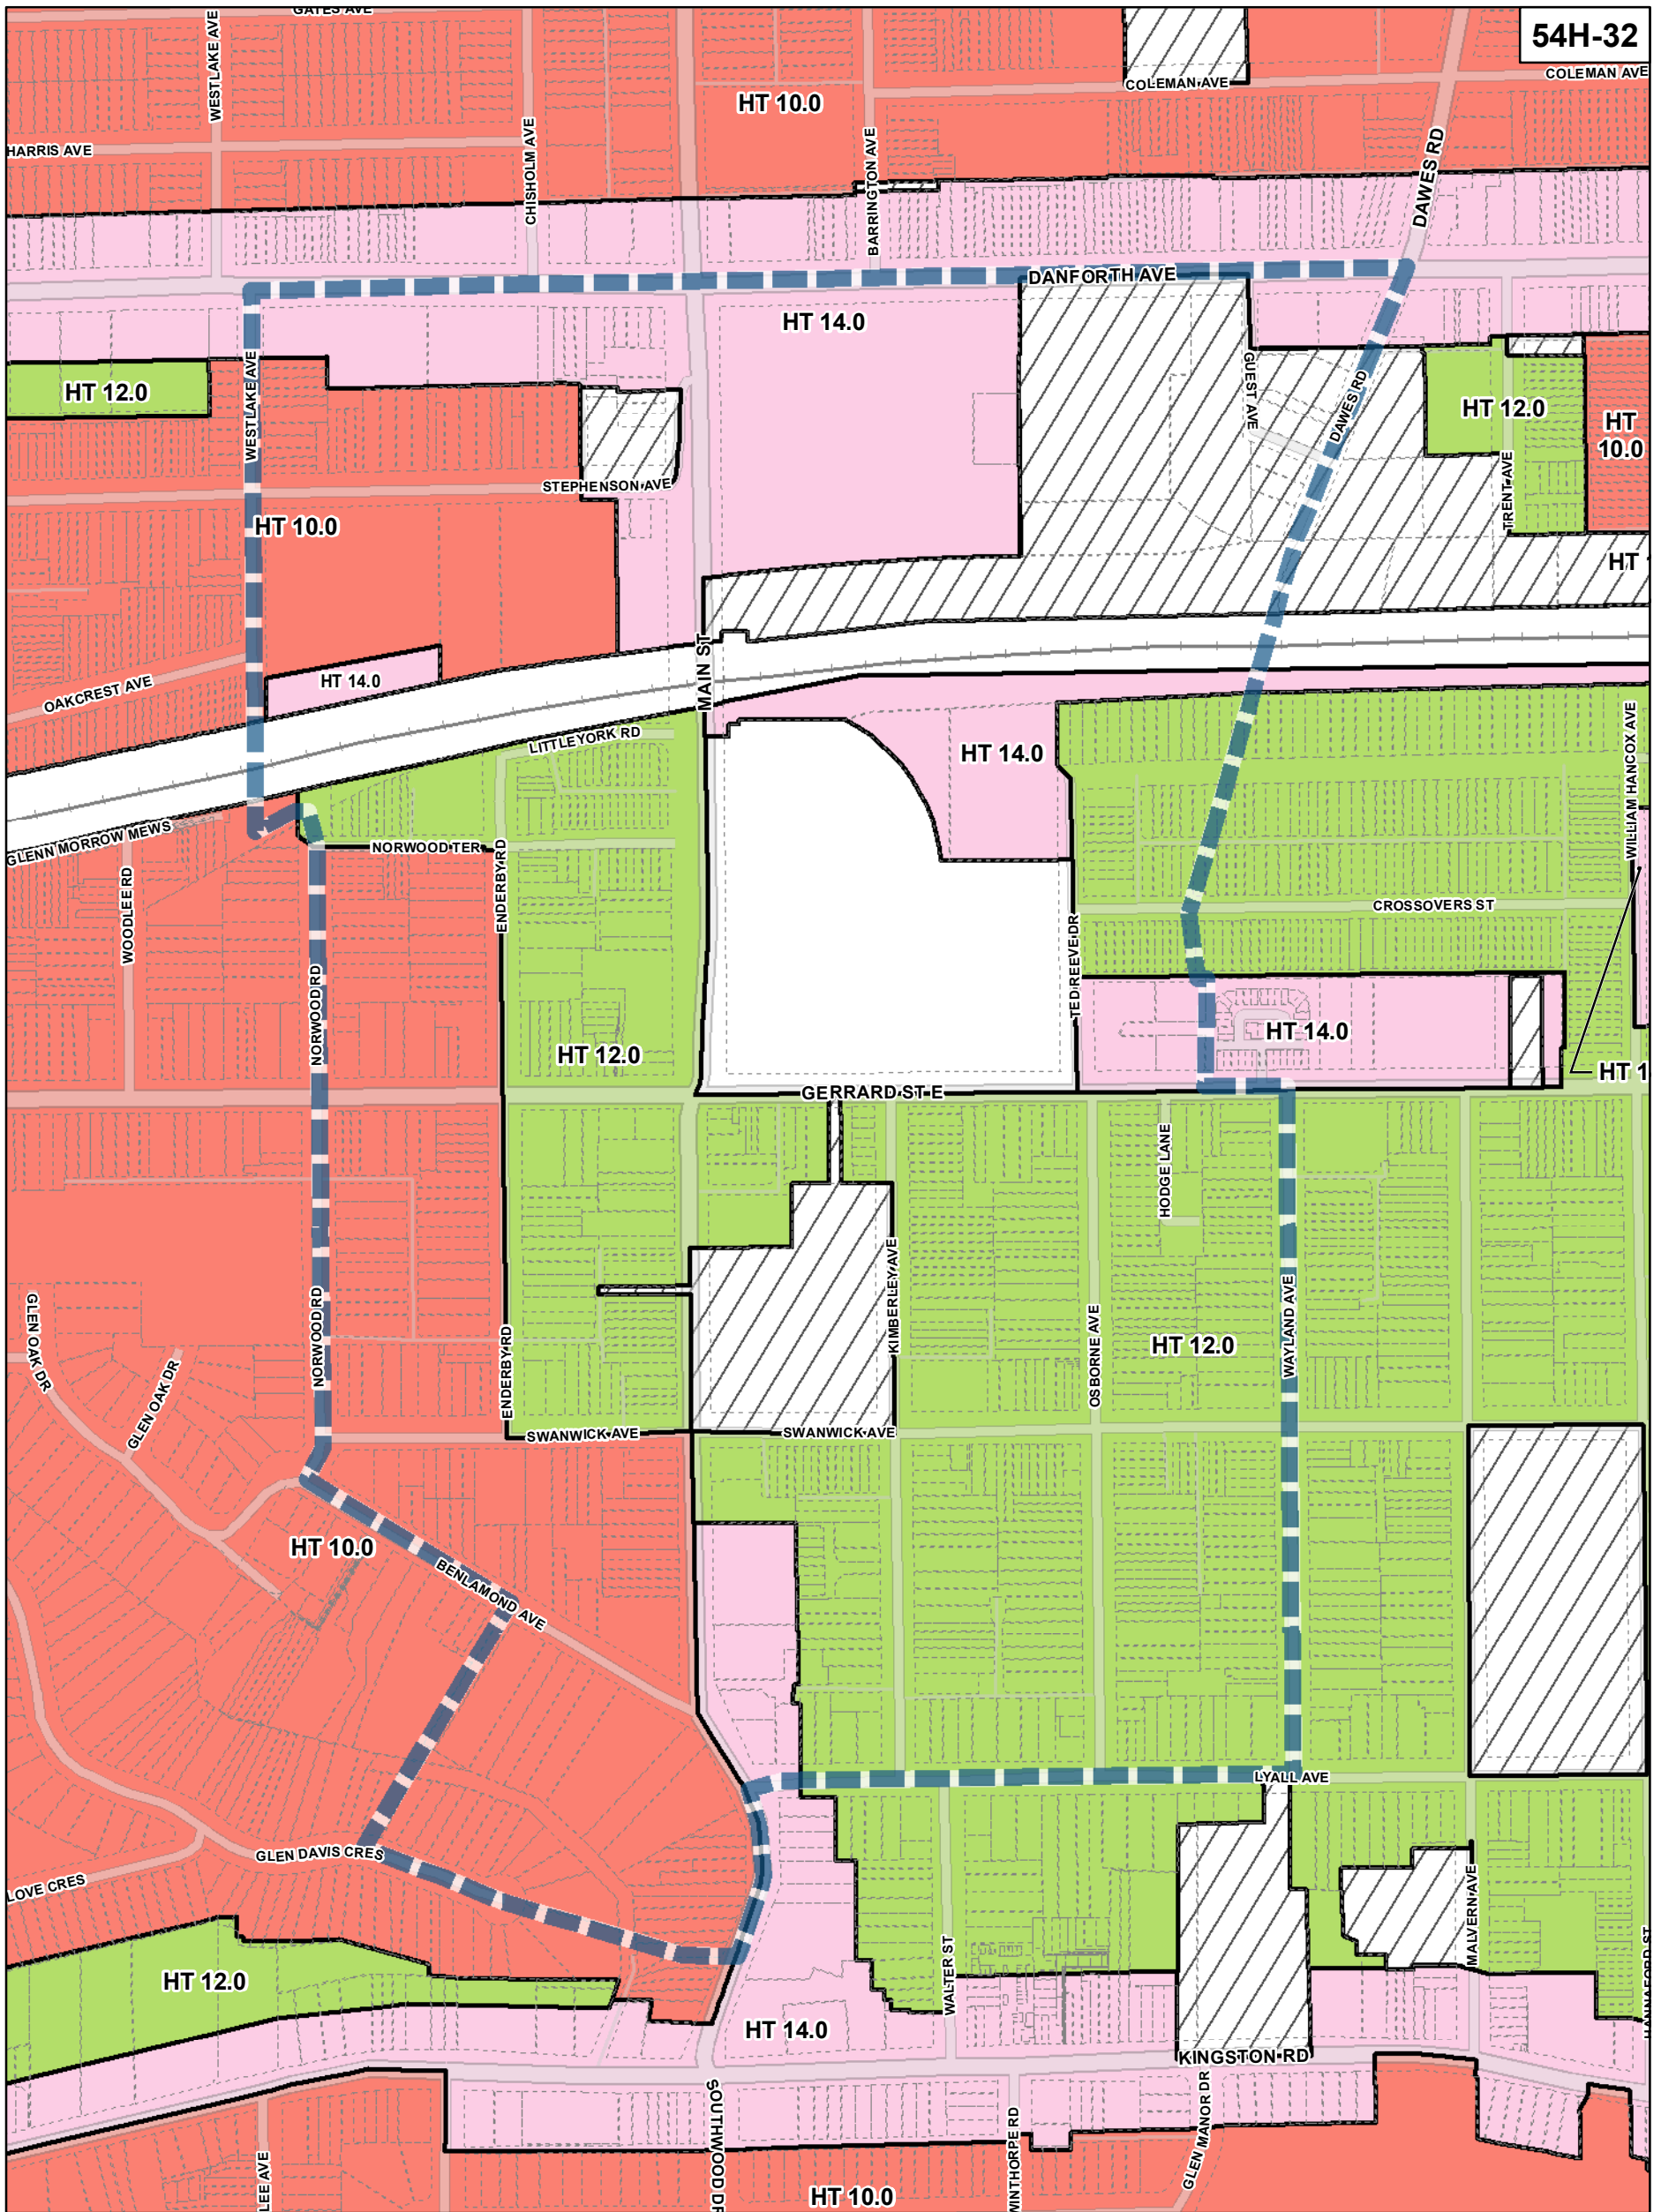 GATES AVE
54H-32
WESTLAKE AVE
COLEMAN AVE
COLEMAN AVE
HT 10.0
HARRIS AVE
CHISHOLM AVE
BARRINGTON AVE
DAWES RD
DANFORTH AVE
HT 14.0
HT 12.0
WESTLAKE AVE
GUEST AVE
DAWES RD
HT 12.0
HT
10.0
STEPHENSON AVE
TRENT AVE
HT 10.0
HT
MAIN ST
HT 14.0
OAKCREST AVE
LITTLEYORK RD
HT 14.0
WILLIAM HANCOX AVE
GLENN MORROW MEWS
NORWOOD TER
ENDERBY RD
WOODLEE RD
CROSSOVERS ST
NORWOOD RD
TED REEVE DR
HT 14.0
HT 12.0
HT 1
GERRARD ST E
HODGE LANE
GLEN OAK DR
GLEN OAK DR
NORWOOD RD
ENDERBY RD
KIMBERLEY AVE
OSBORNE AVE
WAYLAND AVE
HT 12.0
SWANWICK AVE
SWANWICK AVE
HT 10.0
BENLAMOND AVE
LYALL AVE
GLEN DAVIS CRES
LOVE CRES
MALVERN AVE
WALTER ST
HANNAFORD ST
HT 12.0
HT 14.0
KINGSTON RD
SOUTHWOOD DR
WINTHORPE RD
GLEN MANOR DR
LEE AVE
HT 10.0